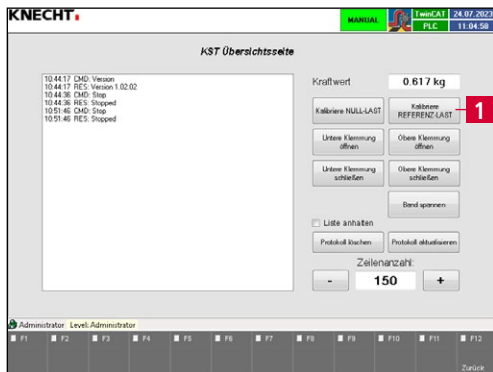 KNECHT.
MANUAL
TwinCAT
PLC
24.07.2023
11:04:58
KST Übersichtsseite
10:44:17 CMD: Version
10:44:17 RES: Version 1.02.02
10:44:36 CMD: Stop
10:44:36 RES: Stopped
10:51:46 CMD: Stop
10:51:46 RES: Stopped
Kraftwert
0.617 kg
Kalibriere NULL-LAST
Kalibriere
REFERENZ-LAST
1
Untere Klemmung
öffnen
Obere Klemmung
öffnen
Untere Klemmung
schließen
Obere Klemmung
schließen
Band spannen
Liste anhalten
Protokoll löschen
Protokoll aktualisieren
Zeilenanzahl:
-
150
+
Administrator
Level: Administrator
F1
F2
F3
F4
F5
F6
F7
F8
F9
F10
F11
F12
Zurück